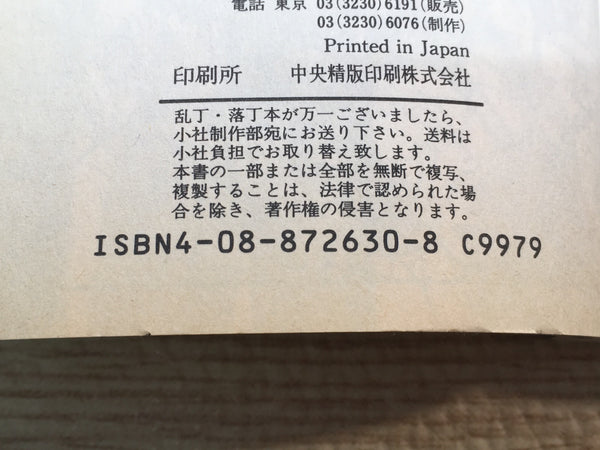 電話 東京 03(3230)6191(販売)
03(3230)6076(制作)
Printed in Japan
印刷所 中央精版印刷株式会社
乱丁・落丁本が万一ございましたら、
小社制作部宛にお送り下さい。送料は
小社負担でお取り替え致します。
本書の一部または全部を無断で複写、
複製することは、法律で認められた場
合を除き、著作権の侵害となります。
ISBN4-08-872630-8 C9979